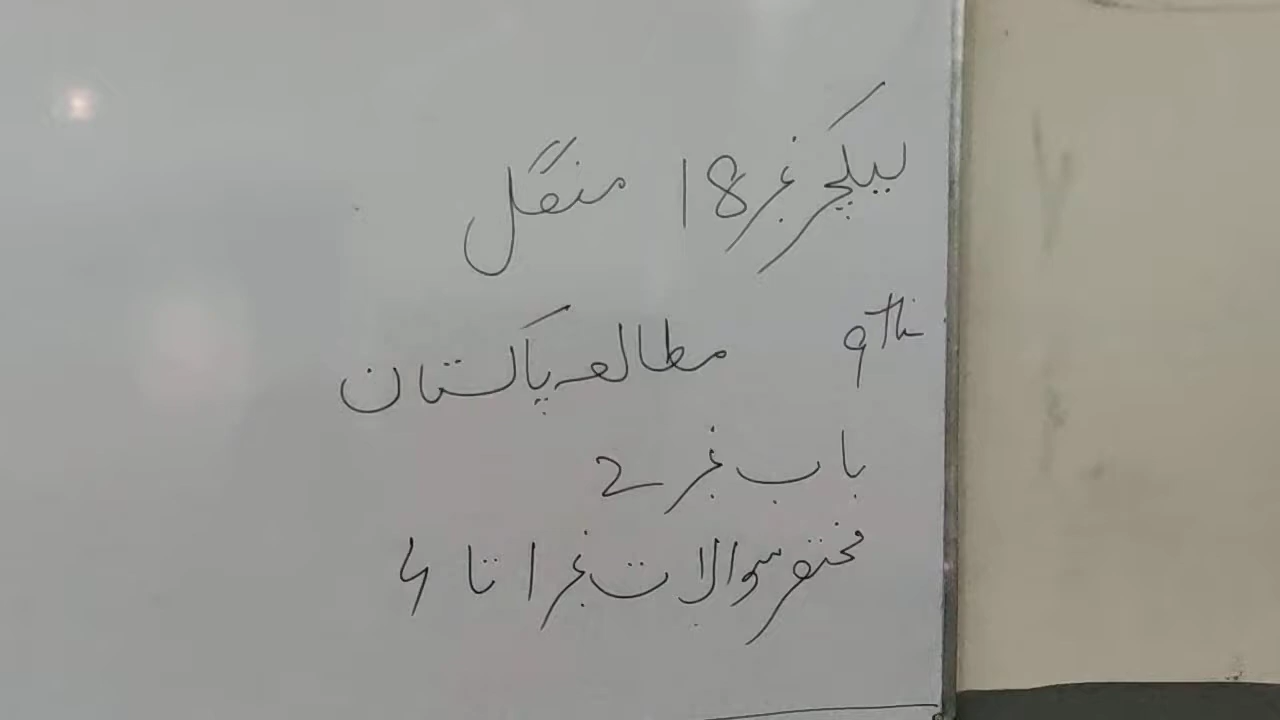 لیکچر نمبر 18 منگل
9th مطالعہ پاکستان
باب نمبر 2
مختصر سوالات نمبر 1 تا 4